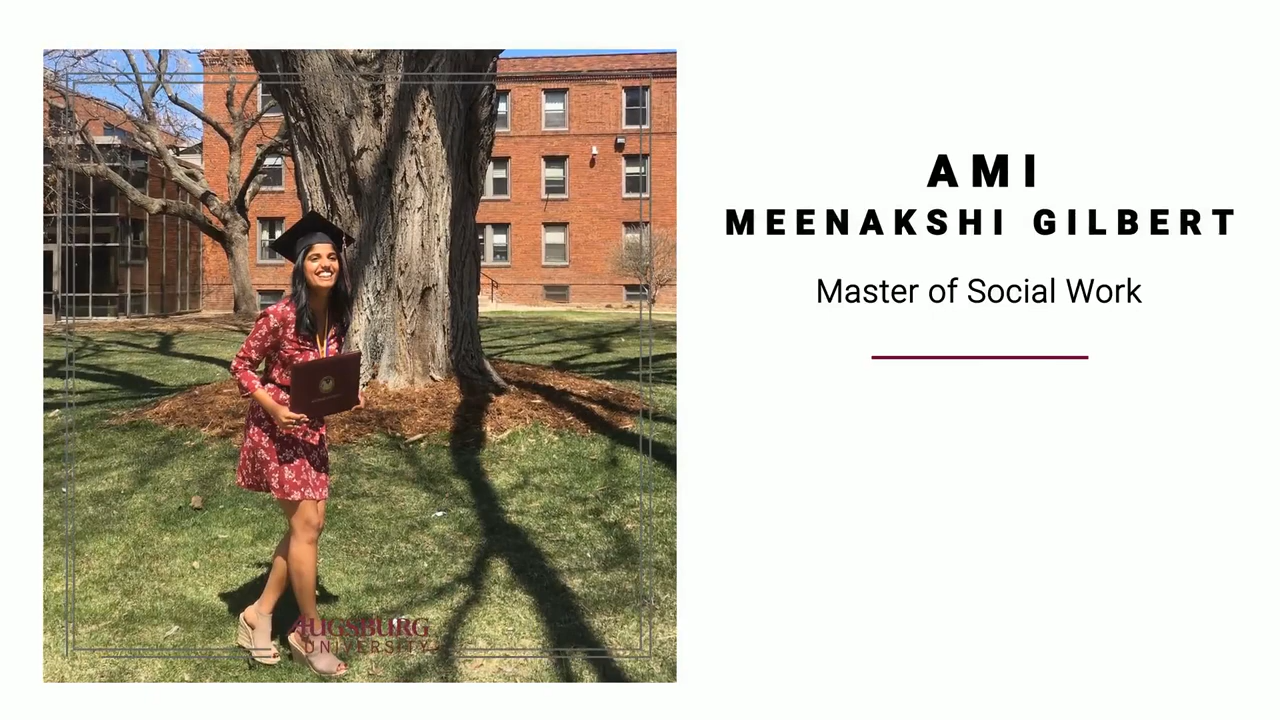 AMI
MEENAKSHI GILBERT
Master of Social Work
AUGSBURG
UNIVERSITY